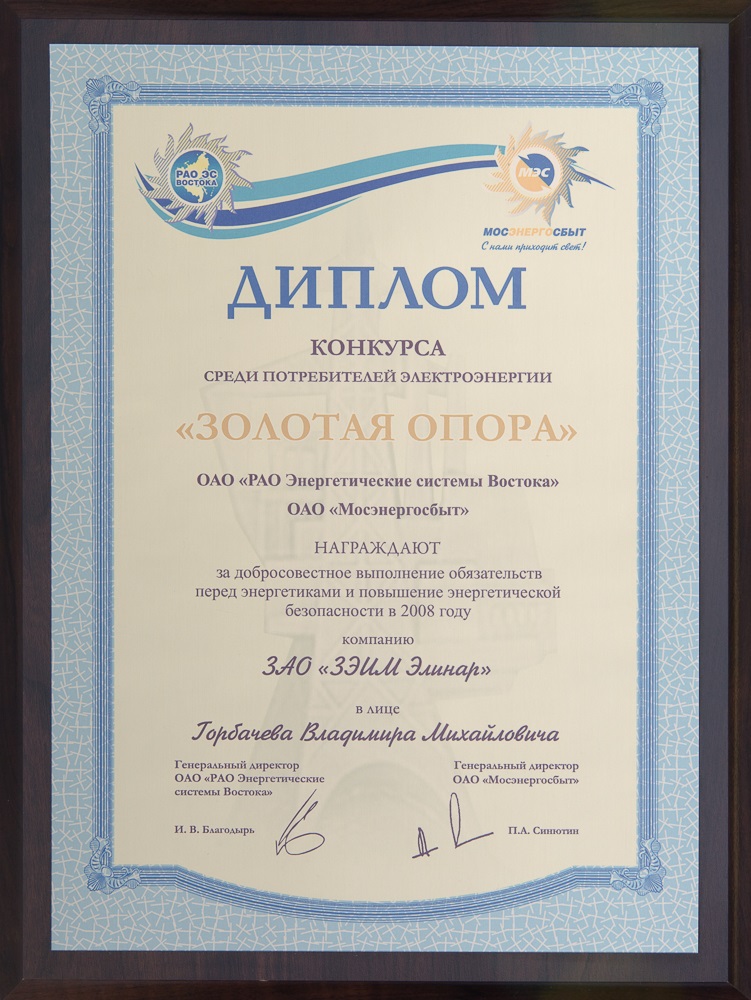 РАО ЭС
ВОСТОКА
МЭС
МОСЭНЕРГОСБЫТ
С нами приходит свет!
ДИПЛОМ
КОНКУРСА
СРЕДИ ПОТРЕБИТЕЛЕЙ ЭЛЕКТРОЭНЕРГИИ
«ЗОЛОТАЯ ОПОРА»
ОАО «РАО Энергетические системы Востока»
ОАО «Мосэнергосбыт»
НАГРАЖДАЮТ
за добросовестное выполнение обязательств
перед энергетиками и повышение энергетической
безопасности в 2008 году
компанию
ЗАО «ЗЭИМ Элинар»
в лице
Горбачева Владимира Михайловича
Генеральный директор
ОАО «РАО Энергетические
системы Востока»
И. В. Благодырь
Генеральный директор
ОАО «Мосэнергосбыт»
П.А. Синютин